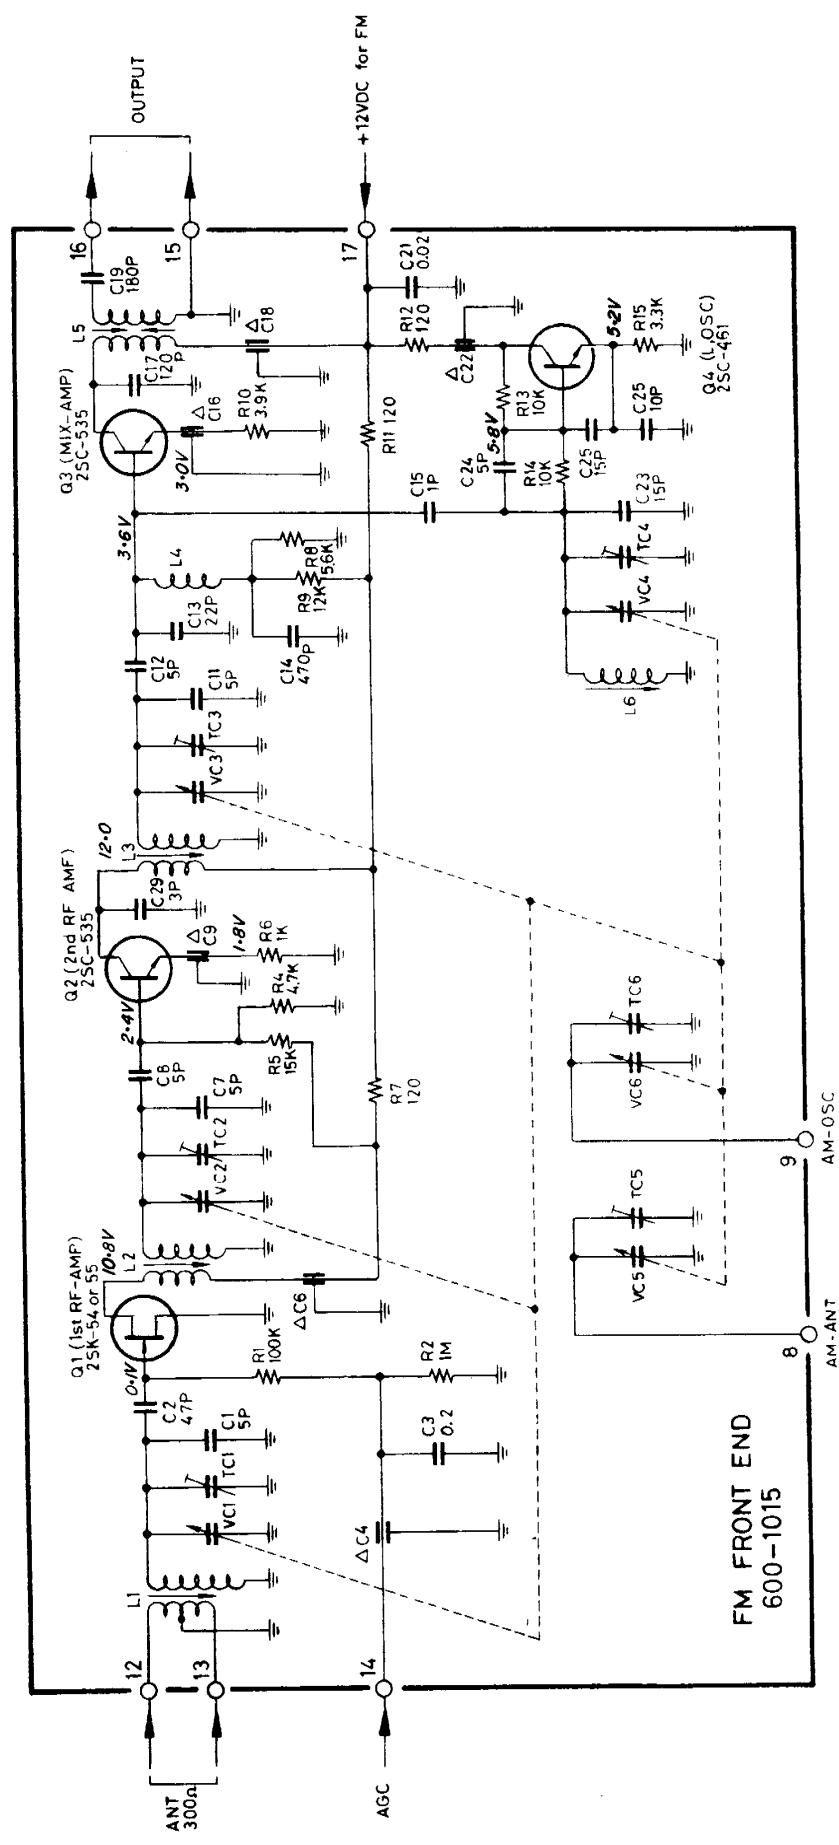 ANT
300Ω
12
13
14
AGC
L1
VC1
TC1
C1
5P
C2
47P
0.1V
Q1 (1st RF-AMP)
2SK-54 or 55
10.8V
R1
100K
R2
1M
C3
0.2
△C4
△C6
L2
VC2
TC2
C7
5P
C8
5P
2.4V
Q2 (2nd RF AMP)
2SC-535
R5
15K
R4
4.7K
R6
1K
1.8V
△
C9
C29
3P
12.0
L3
R7
120
VC3
TC3
C11
5P
C12
5P
C13
22P
L4
3.6V
C14
470P
R9
12K
R8
5.6K
Q3 (MIX-AMP)
2SC-535
3.0V
△
C16
R10
3.9K
C17
120
P
L5
△
C18
C19
180P
16
15
OUTPUT
17
+12VDC for FM
R11 120
C15
1P
C21
0.02
R12
120
△
C22
C24
5P
5.8V
R13
10K
R14
10K
C25
15P
C25
10P
5.2V
R15
3.3K
Q4 (L,OSC)
2SC-461
C23
15P
TC4
VC4
L6
VC6
TC6
VC5
TC5
9
AM-OSC
8
AM-ANT
FM FRONT END
600-1015